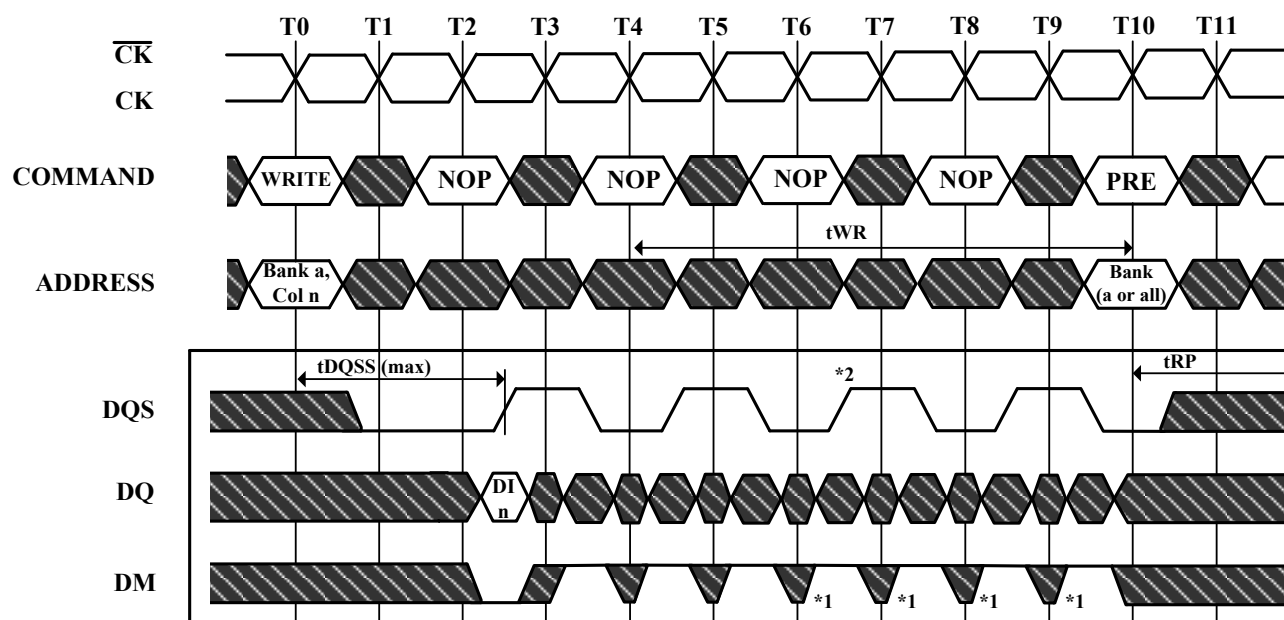 T0 T1 T2 T3 T4 T5 T6 T7 T8 T9 T10 T11
CK
CK
COMMAND WRITE NOP NOP NOP NOP PRE
tWR
ADDRESS Bank a, Col n Bank (a or all)
tDQSS (max) *2 tRP
DQS
DQ DI n
DM *1 *1 *1 *1